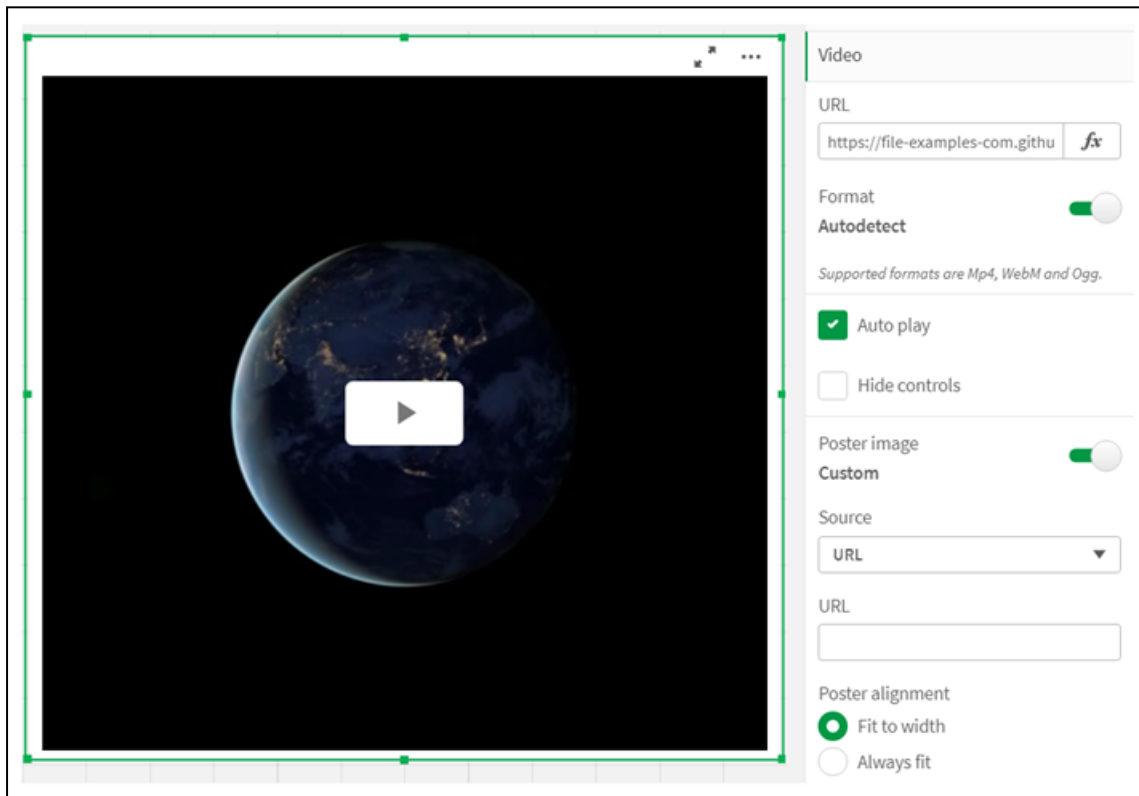 Video
URL
https://file-examples-com.githu fx
Format
Autodetect
Supported formats are Mp4, WebM and Ogg.
Auto play
Hide controls
Poster image
Custom
Source
URL
URL
Poster alignment
Fit to width
Always fit